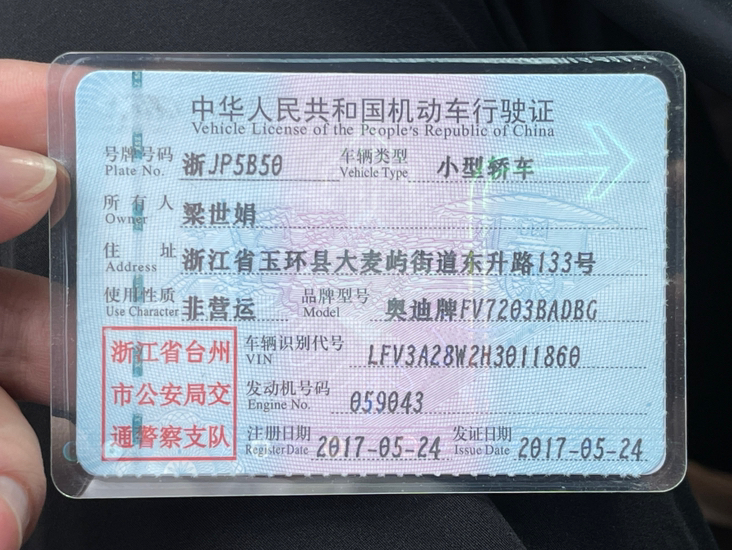 中华人民共和国机动车行驶证
Vehicle License of the People's Republic of China
号牌号码 Plate No. 浙JP5B50 车辆类型 Vehicle Type 小型轿车
所有人 Owner 梁世娟
住址 Address 浙江省玉环县大麦屿街道东升路133号
使用性质 Use Character 非营运 品牌型号 Model 奥迪牌FV7203BADBG
浙江省台州市公安局交通警察支队
车辆识别代号 VIN LFV3A28W2H3011860
发动机号码 Engine No. 059043
注册日期 Register Date 2017-05-24 发证日期 Issue Date 2017-05-24